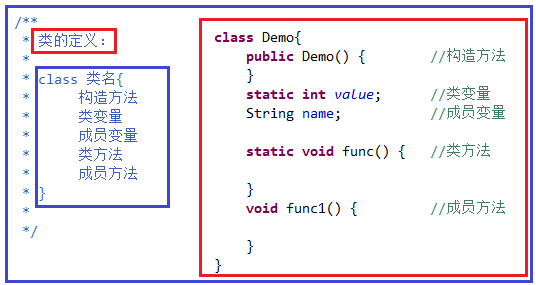 /**
* 类的定义:
*
* class 类名{
* 构造方法
* 类变量
* 成员变量
* 类方法
* 成员方法
* }
*
*/
class Demo{
public Demo() { //构造方法
}
static int value; //类变量
String name; //成员变量
static void func() { //类方法
}
void func1() { //成员方法
}
}